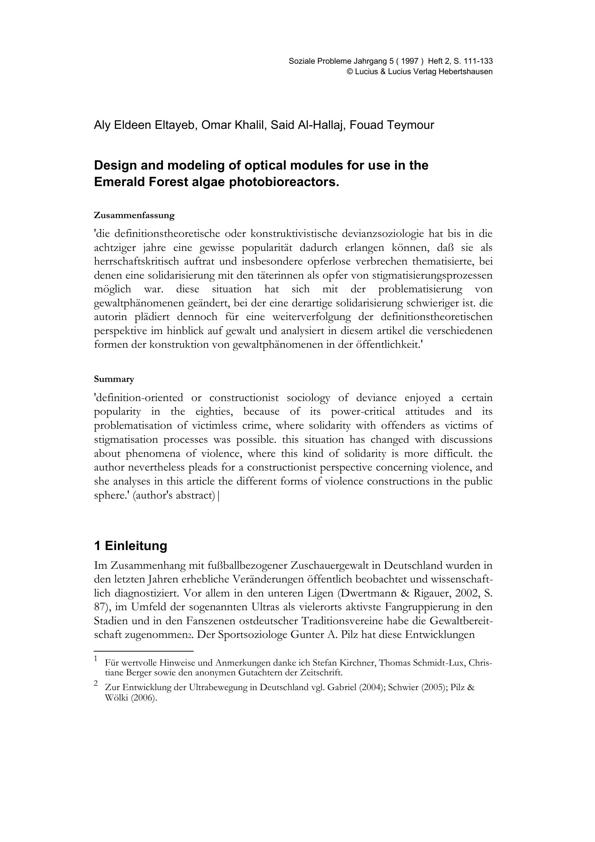 Soziale Probleme Jahrgang 5 ( 1997 ) Heft 2, S. 111-133
© Lucius & Lucius Verlag Hebertshausen
Aly Eldeen Eltayeb, Omar Khalil, Said Al-Hallaj, Fouad Teymour
Design and modeling of optical modules for use in the
Emerald Forest algae photobioreactors.
Zusammenfassung
'die definitionstheoretische oder konstruktivistische devianzsoziologie hat bis in die
achtziger jahre eine gewisse popularität dadurch erlangen können, daß sie als
herrschaftskritisch auftrat und insbesondere opferlose verbrechen thematisierte, bei
denen eine solidarisierung mit den täterinnen als opfer von stigmatisierungsprozessen
möglich war. diese situation hat sich mit der problematisierung von
gewaltphänomenen geändert, bei der eine derartige solidarisierung schwieriger ist. die
autorin plädiert dennoch für eine weiterverfolgung der definitionstheoretischen
perspektive im hinblick auf gewalt und analysiert in diesem artikel die verschiedenen
formen der konstruktion von gewaltphänomenen in der öffentlichkeit.'
Summary
'definition-oriented or constructionist sociology of deviance enjoyed a certain
popularity in the eighties, because of its power-critical attitudes and its
problematisation of victimless crime, where solidarity with offenders as victims of
stigmatisation processes was possible. this situation has changed with discussions
about phenomena of violence, where this kind of solidarity is more difficult. the
author nevertheless pleads for a constructionist perspective concerning violence, and
she analyses in this article the different forms of violence constructions in the public
sphere.' (author's abstract)|
1 Einleitung
Im Zusammenhang mit fußballbezogener Zuschauergewalt in Deutschland wurden in
den letzten Jahren erhebliche Veränderungen öffentlich beobachtet und wissenschaft-
lich diagnostiziert. Vor allem in den unteren Ligen (Dwertmann & Rigauer, 2002, S.
87), im Umfeld der sogenannten Ultras als vielerorts aktivste Fangruppierung in den
Stadien und in den Fanszenen ostdeutscher Traditionsvereine habe die Gewaltbereit-
schaft zugenommen2. Der Sportsoziologe Gunter A. Pilz hat diese Entwicklungen
1 Für wertvolle Hinweise und Anmerkungen danke ich Stefan Kirchner, Thomas Schmidt-Lux, Chris-
tiane Berger sowie den anonymen Gutachtern der Zeitschrift.
2 Zur Entwicklung der Ultrabewegung in Deutschland vgl. Gabriel (2004); Schwier (2005); Pilz &
Wölki (2006).